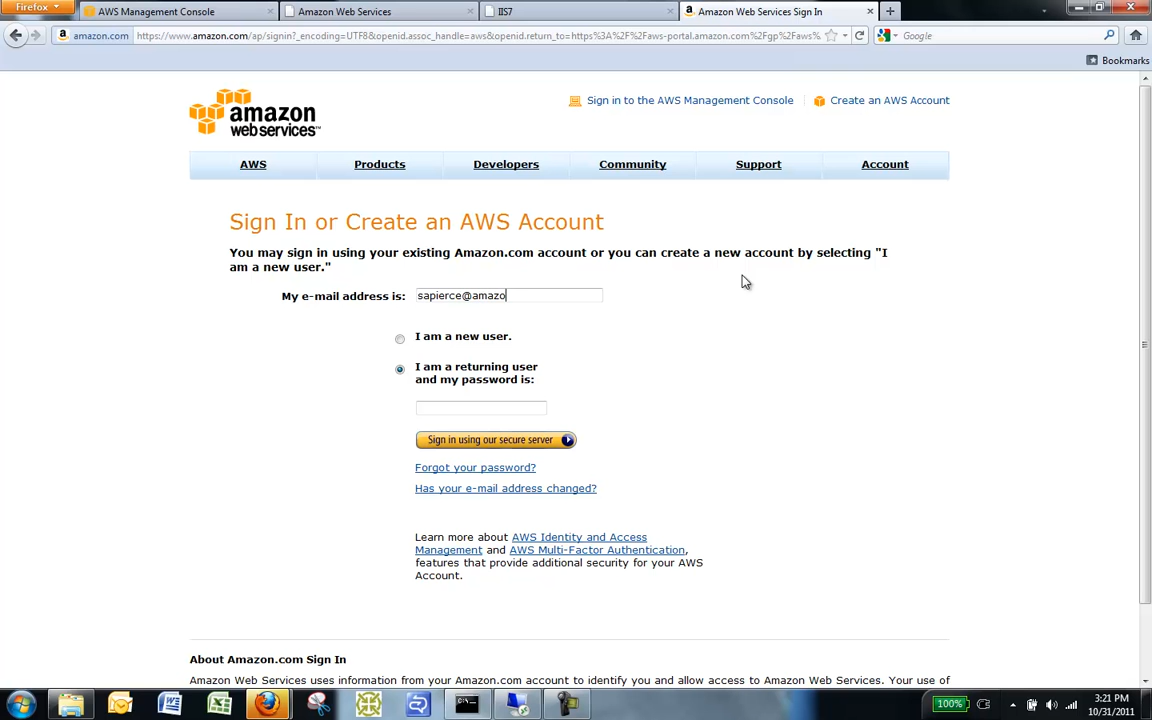 Firefox
AWS Management Console
Amazon Web Services
IIS7
Amazon Web Services Sign In
amazon.com
https://www.amazon.com/ap/signin?_encoding=UTF8&openid.assoc_handle=aws&openid.return_to=https%3A%2F%2Faws-portal.amazon.com%2Fgp%2Faws%
Google
Bookmarks
amazon
webservices™
Sign in to the AWS Management Console
Create an AWS Account
AWS
Products
Developers
Community
Support
Account
Sign In or Create an AWS Account
You may sign in using your existing Amazon.com account or you can create a new account by selecting "I
am a new user."
My e-mail address is:
sapierce@amazo
I am a new user.
I am a returning user
and my password is:
Sign in using our secure server
Forgot your password?
Has your e-mail address changed?
Learn more about AWS Identity and Access
Management and AWS Multi-Factor Authentication,
features that provide additional security for your AWS
Account.
About Amazon.com Sign In
Amazon Web Services uses information from your Amazon.com account to identify you and allow access to Amazon Web Services. Your use of
100%
3:21 PM
10/31/2011